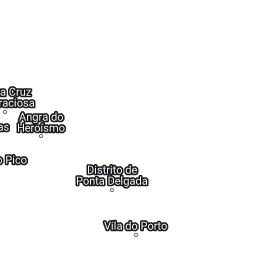 a Cruz
raciosa
Angra do
Heroísmo
as
o Pico
Distrito de
Ponta Delgada
Vila do Porto